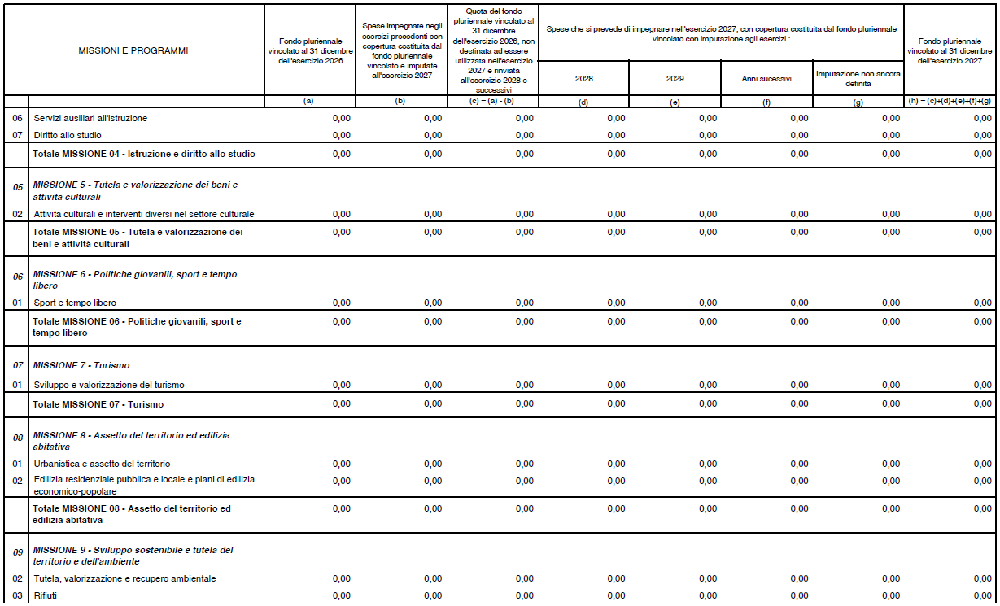 MISSIONI E PROGRAMMI
Fondo pluriennale
vincolato al 31 dicembre
dell'esercizio 2026
Spese impegnate negli
esercizi precedenti con
copertura costituita dal
fondo pluriennale
vincolato e imputate
all'esercizio 2027
Quota del fondo
pluriennale vincolato al
31 dicembre
dell'esercizio 2026, non
destinata ad essere
utilizzata nell'esercizio
2027 e rinviata
all'esercizio 2028 e
successivi
Spese che si prevede di impegnare nell'esercizio 2027, con copertura costituita dal fondo pluriennale
vincolato con imputazione agli esercizi :
2028
2029
Anni sucessivi
Imputazione non ancora
definita
Fondo pluriennale
vincolato al 31 dicembre
dell'esercizio 2027
(a) (b) (c) = (a) - (b) (d) (e) (f) (g) (h) = (c)+(d)+(e)+(f)+(g)
06 Servizi ausiliari all'istruzione 0,00 0,00 0,00 0,00 0,00 0,00 0,00 0,00
07 Diritto allo studio 0,00 0,00 0,00 0,00 0,00 0,00 0,00 0,00
Totale MISSIONE 04 - Istruzione e diritto allo studio 0,00 0,00 0,00 0,00 0,00 0,00 0,00 0,00
05 MISSIONE 5 - Tutela e valorizzazione dei beni e
attività culturali
02 Attività culturali e interventi diversi nel settore culturale 0,00 0,00 0,00 0,00 0,00 0,00 0,00 0,00
Totale MISSIONE 05 - Tutela e valorizzazione dei 0,00 0,00 0,00 0,00 0,00 0,00 0,00 0,00
beni e attività culturali
06 MISSIONE 6 - Politiche giovanili, sport e tempo
libero
01 Sport e tempo libero 0,00 0,00 0,00 0,00 0,00 0,00 0,00 0,00
Totale MISSIONE 06 - Politiche giovanili, sport e 0,00 0,00 0,00 0,00 0,00 0,00 0,00 0,00
tempo libero
07 MISSIONE 7 - Turismo
01 Sviluppo e valorizzazione del turismo 0,00 0,00 0,00 0,00 0,00 0,00 0,00 0,00
Totale MISSIONE 07 - Turismo 0,00 0,00 0,00 0,00 0,00 0,00 0,00 0,00
08 MISSIONE 8 - Assetto del territorio ed edilizia
abitativa
01 Urbanistica e assetto del territorio 0,00 0,00 0,00 0,00 0,00 0,00 0,00 0,00
02 Edilizia residenziale pubblica e locale e piani di edilizia 0,00 0,00 0,00 0,00 0,00 0,00 0,00 0,00
economico-popolare
Totale MISSIONE 08 - Assetto del territorio ed 0,00 0,00 0,00 0,00 0,00 0,00 0,00 0,00
edilizia abitativa
09 MISSIONE 9 - Sviluppo sostenibile e tutela del
territorio e dell'ambiente
02 Tutela, valorizzazione e recupero ambientale 0,00 0,00 0,00 0,00 0,00 0,00 0,00 0,00
03 Rifiuti 0,00 0,00 0,00 0,00 0,00 0,00 0,00 0,00